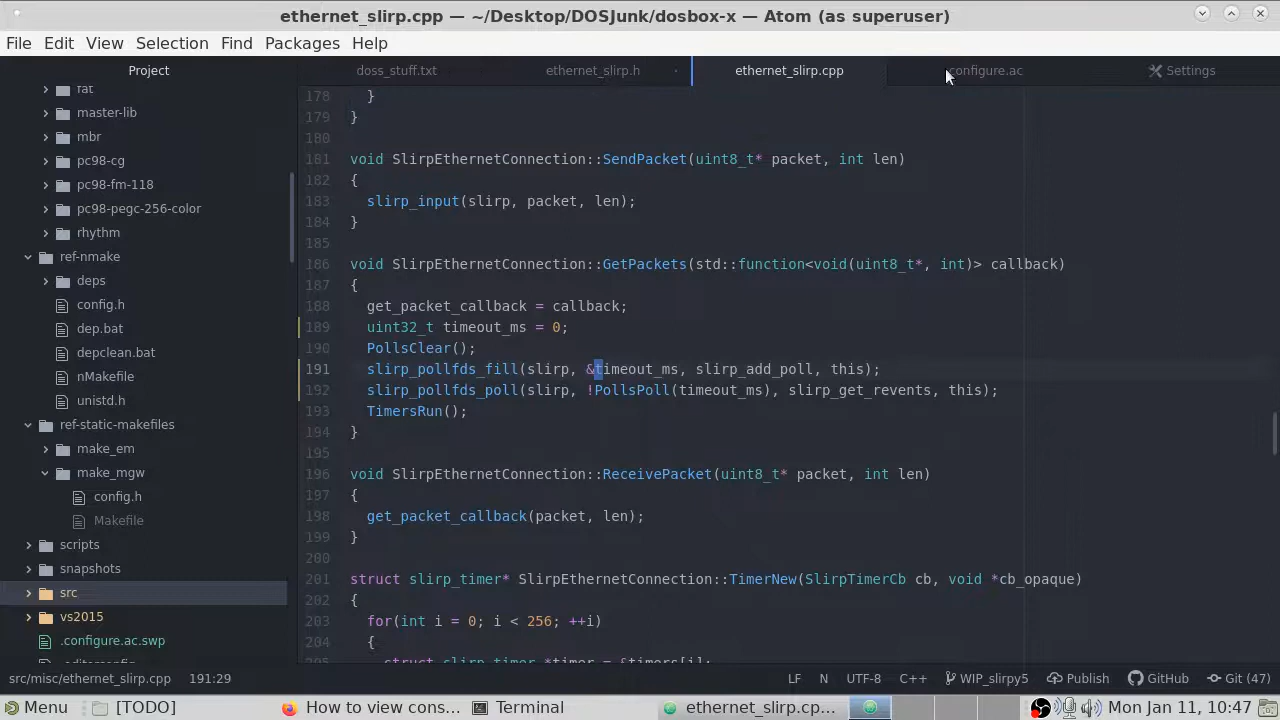 ethernet_slirp.cpp — ~/Desktop/DOSJunk/dosbox-x — Atom (as superuser)
File Edit View Selection Find Packages Help
Project
doss_stuff.txt
ethernet_slirp.h
ethernet_slirp.cpp
configure.ac
Settings
fat
master-lib
mbr
pc98-cg
pc98-fm-118
pc98-pegc-256-color
rhythm
ref-nmake
deps
config.h
dep.bat
depclean.bat
nMakefile
unistd.h
ref-static-makefiles
make_em
make_mgw
config.h
Makefile
scripts
snapshots
src
vs2015
.configure.ac.swp
.editorconfig
178 }
179 }
180
181 void SlirpEthernetConnection::SendPacket(uint8_t* packet, int len)
182 {
183 slirp_input(slirp, packet, len);
184 }
185
186 void SlirpEthernetConnection::GetPackets(std::function<void(uint8_t*, int)> callback)
187 {
188 get_packet_callback = callback;
189 uint32_t timeout_ms = 0;
190 PollsClear();
191 slirp_pollfds_fill(slirp, &timeout_ms, slirp_add_poll, this);
192 slirp_pollfds_poll(slirp, !PollsPoll(timeout_ms), slirp_get_revents, this);
193 TimersRun();
194 }
195
196 void SlirpEthernetConnection::ReceivePacket(uint8_t* packet, int len)
197 {
198 get_packet_callback(packet, len);
199 }
200
201 struct slirp_timer* SlirpEthernetConnection::TimerNew(SlirpTimerCb cb, void *cb_opaque)
202 {
203 for(int i = 0; i < 256; ++i)
204 {
205 struct slirp_timer *timer = &timers[i];
src/misc/ethernet_slirp.cpp 191:29
LF N UTF-8 C++ WIP_slirpy5 Publish GitHub Git (47)
Menu [TODO] How to view cons... Terminal ethernet_slirp.cp... Mon Jan 11, 10:47